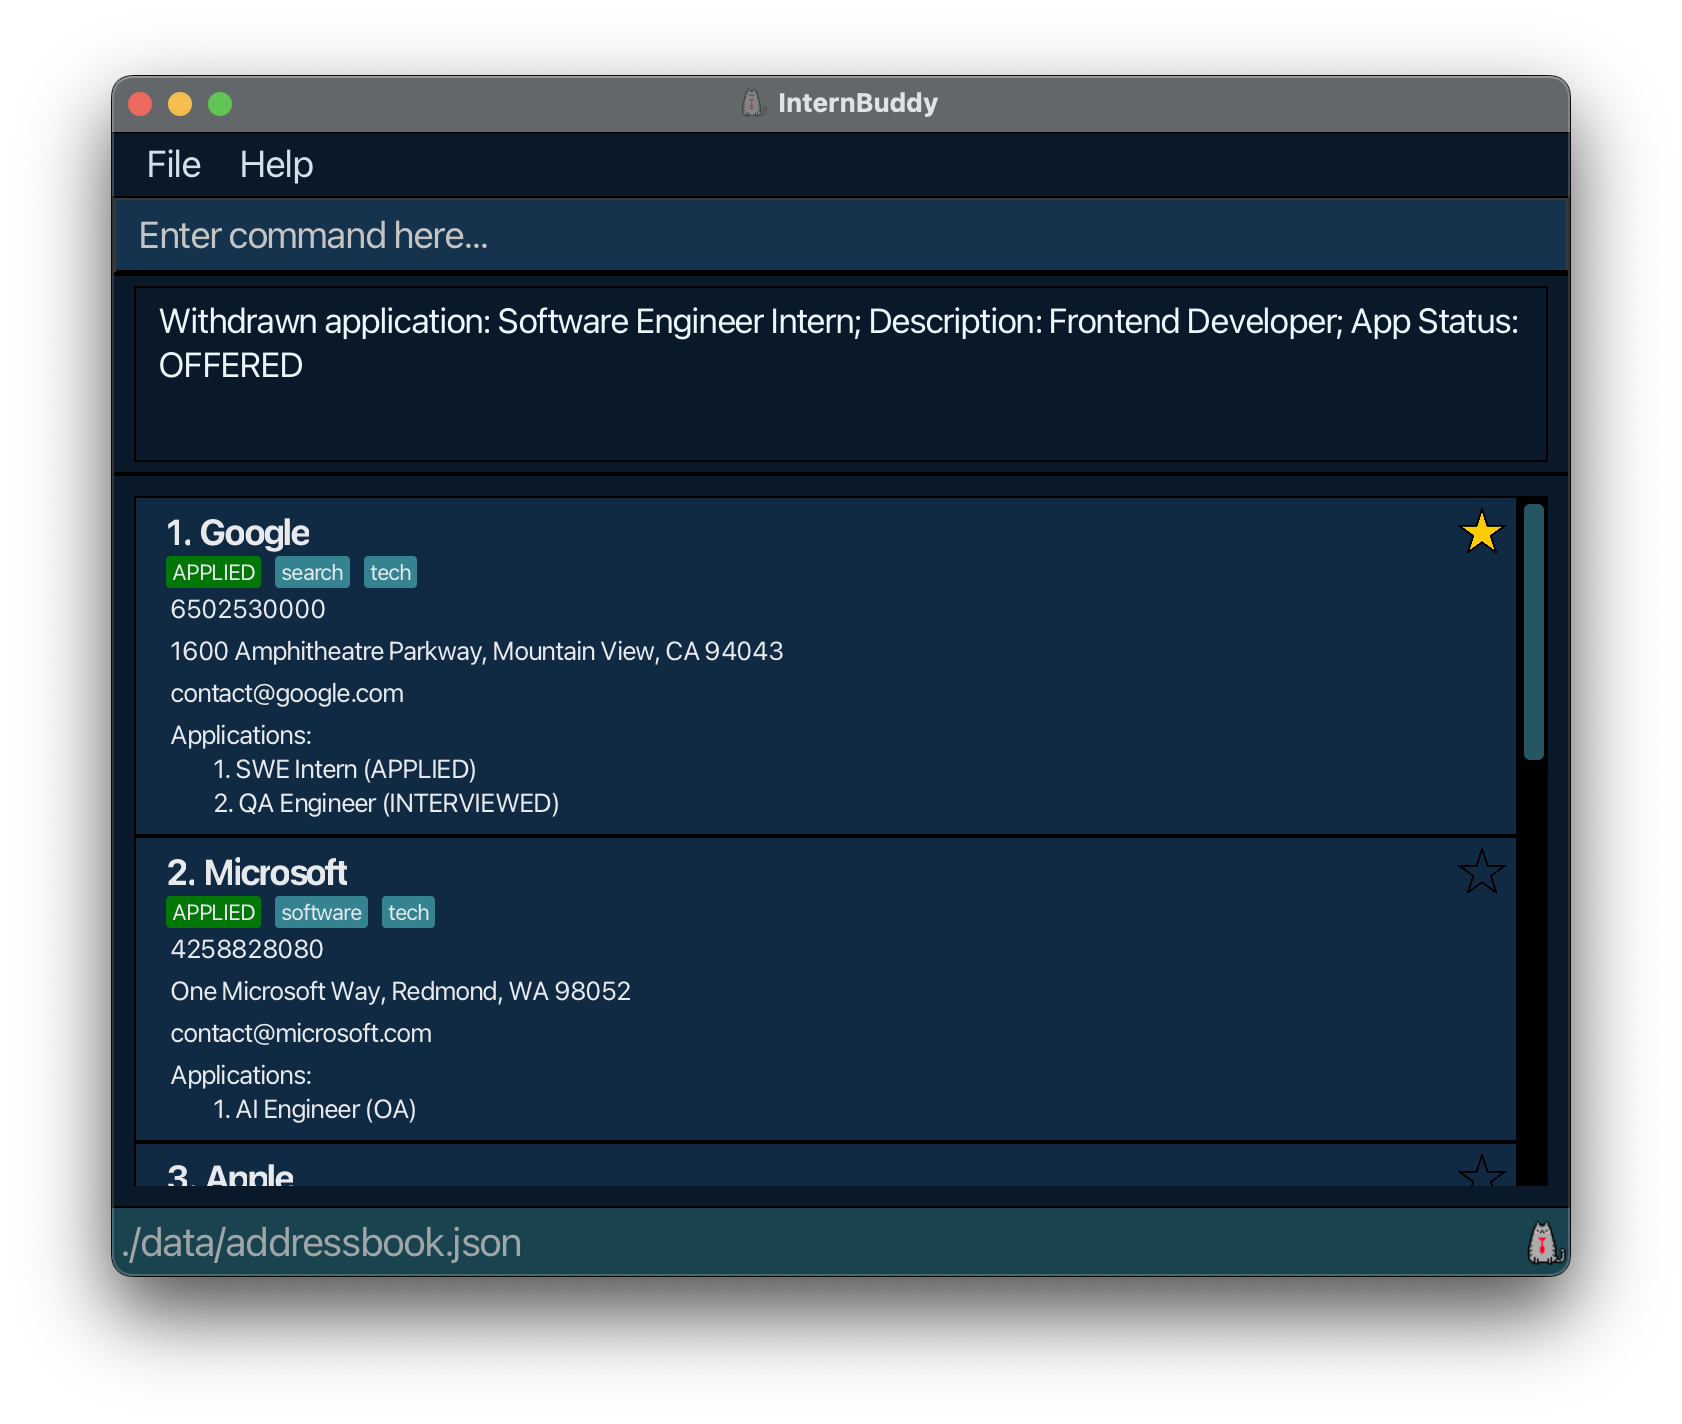 InternBuddy
File Help
Enter command here...
Withdrawn application: Software Engineer Intern; Description: Frontend Developer; App Status:
OFFERED
1. Google
APPLIED search tech
6502530000
1600 Amphitheatre Parkway, Mountain View, CA 94043
contact@google.com
Applications:
1. SWE Intern (APPLIED)
2. QA Engineer (INTERVIEWED)
2. Microsoft
APPLIED software tech
4258828080
One Microsoft Way, Redmond, WA 98052
contact@microsoft.com
Applications:
1. AI Engineer (OA)
3. Apple
./data/addressbook.json